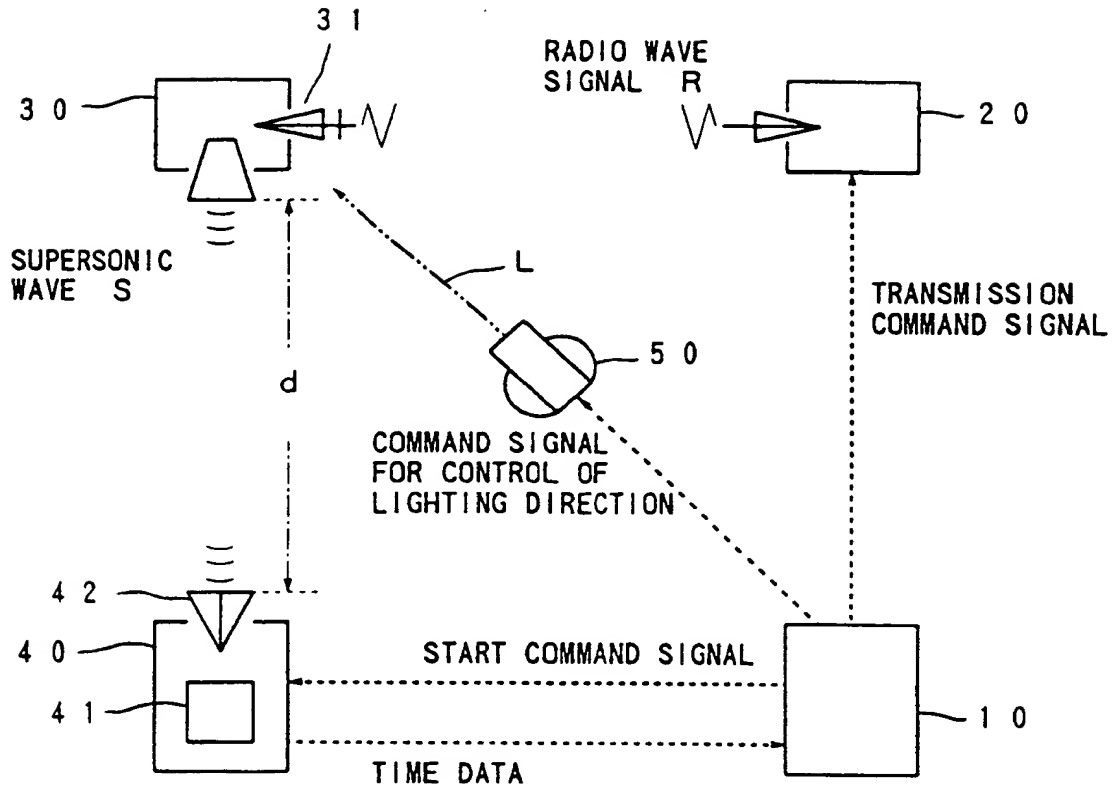 3 1
RADIO WAVE
SIGNAL R
3 0
2 0
SUPERSONIC
WAVE S
L
TRANSMISSION
COMMAND SIGNAL
5 0
d
COMMAND SIGNAL
FOR CONTROL OF
LIGHTING DIRECTION
4 2
4 0
START COMMAND SIGNAL
4 1
1 0
TIME DATA